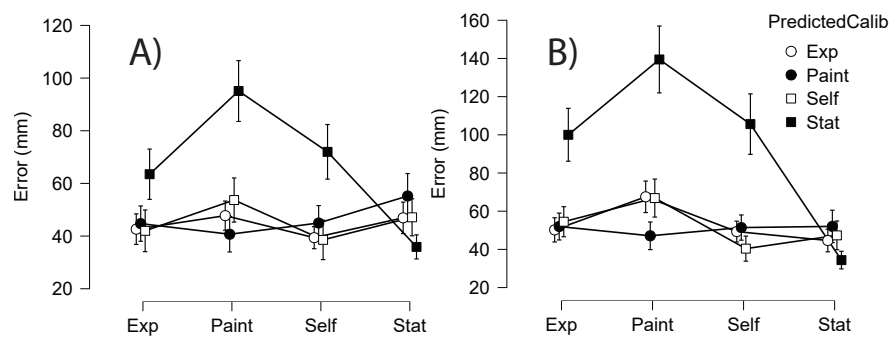 A)
Error (mm)
120
100
80
60
40
20
Exp Paint Self Stat
B)
Error (mm)
160
140
120
100
80
60
40
20
Exp Paint Self Stat
PredictedCalib
Exp
Paint
Self
Stat